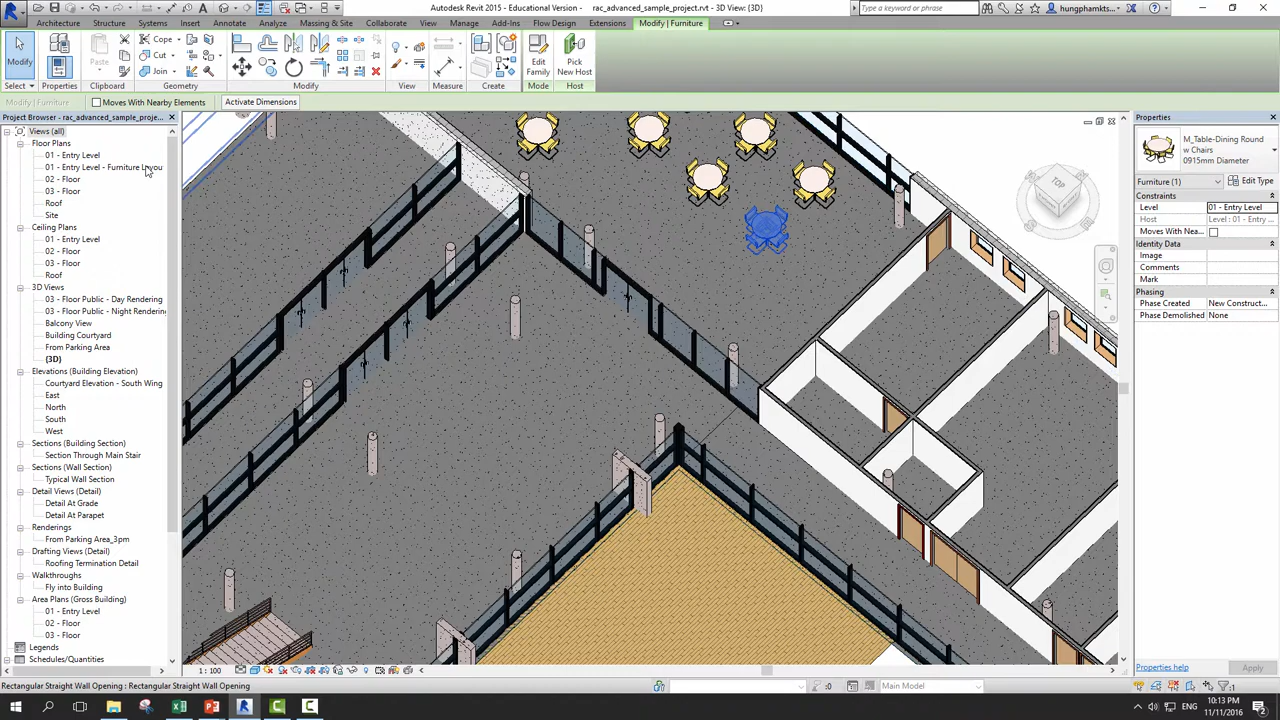 Autodesk Revit 2015 - Educational Version - rac_advanced_sample_project.rvt - 3D View: {3D}
Type a keyword or phrase
hungphamkts...
Architecture Structure Systems Insert Annotate Analyze Massing & Site Collaborate View Manage Add-Ins Flow Design Extensions Modify | Furniture
Modify
Paste
Cope
Cut
Join
Edit Family
Pick New Host
Select Properties Clipboard Geometry Modify View Measure Create Mode Host
Modify | Furniture
Moves With Nearby Elements
Activate Dimensions
Project Browser - rac_advanced_sample_proje...
Views (all)
Floor Plans
01 - Entry Level
01 - Entry Level - Furniture Layou
02 - Floor
03 - Floor
Roof
Site
Ceiling Plans
01 - Entry Level
02 - Floor
03 - Floor
Roof
3D Views
03 - Floor Public - Day Rendering
03 - Floor Public - Night Rendering
Balcony View
Building Courtyard
From Parking Area
{3D}
Elevations (Building Elevation)
Courtyard Elevation - South Wing
East
North
South
West
Sections (Building Section)
Section Through Main Stair
Sections (Wall Section)
Typical Wall Section
Detail Views (Detail)
Detail At Grade
Detail At Parapet
Renderings
From Parking Area_3pm
Drafting Views (Detail)
Roofing Termination Detail
Walkthroughs
Fly into Building
Area Plans (Gross Building)
01 - Entry Level
02 - Floor
03 - Floor
Legends
Schedules/Quantities
TOP
Properties
M_Table-Dining Round w Chairs
0915mm Diameter
Furniture (1)
Edit Type
Constraints
Level 01 - Entry Level
Host Level : 01 - Entry ...
Moves With Nea...
Identity Data
Image
Comments
Mark
Phasing
Phase Created New Construct...
Phase Demolished None
Properties help
Apply
1 : 100
Rectangular Straight Wall Opening : Rectangular Straight Wall Opening
:0
Main Model
:1
10:13 PM
11/11/2016